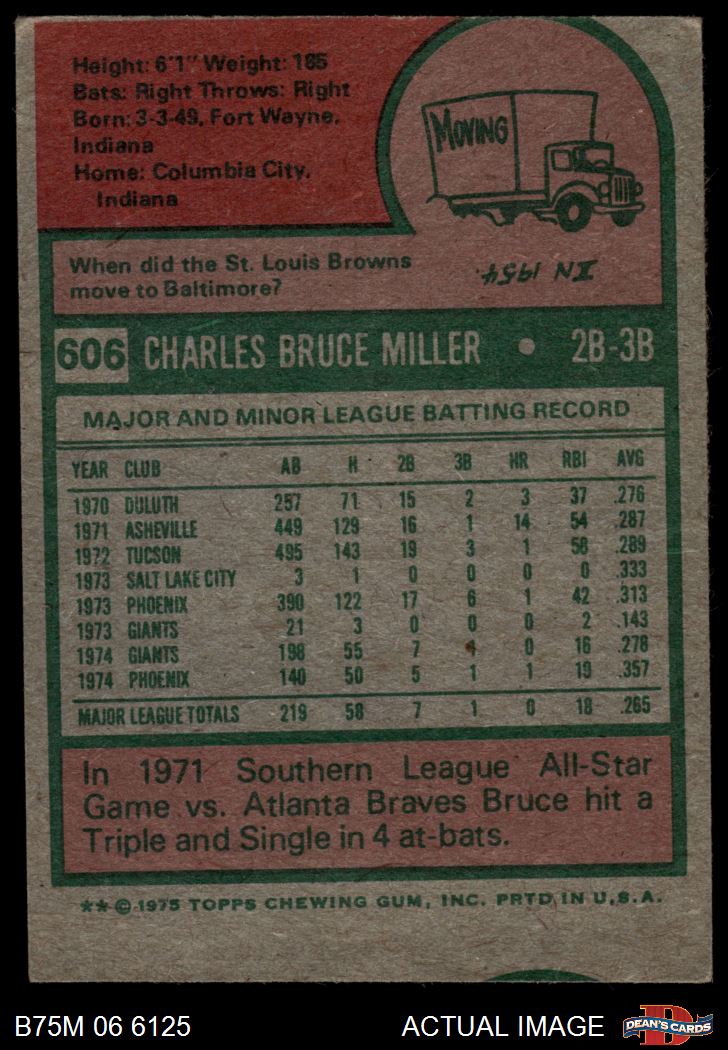 Height: 6'1" Weight: 185
Bats: Right Throws: Right
Born: 3-3-49, Fort Wayne,
Indiana
Home: Columbia City,
Indiana
MOVING
When did the St. Louis Browns
move to Baltimore?
IN 1954.
606 CHARLES BRUCE MILLER • 2B-3B
MAJOR AND MINOR LEAGUE BATTING RECORD
YEAR CLUB AB H 2B 3B HR RBI AVG
1970 DULUTH 257 71 15 2 3 37 .276
1971 ASHEVILLE 449 129 16 1 14 54 .287
1972 TUCSON 495 143 19 3 1 58 .289
1973 SALT LAKE CITY 3 1 0 0 0 0 .333
1973 PHOENIX 390 122 17 6 1 42 .313
1973 GIANTS 21 3 0 0 0 2 .143
1974 GIANTS 198 55 7 1 0 16 .278
1974 PHOENIX 140 50 5 1 1 19 .357
MAJOR LEAGUE TOTALS 219 58 7 1 0 18 .265
In 1971 Southern League All-Star
Game vs. Atlanta Braves Bruce hit a
Triple and Single in 4 at-bats.
**©1975 TOPPS CHEWING GUM, INC. PRTD. IN U.S.A.
B75M 06 6125 ACTUAL IMAGE
D
DEAN'S CARDS